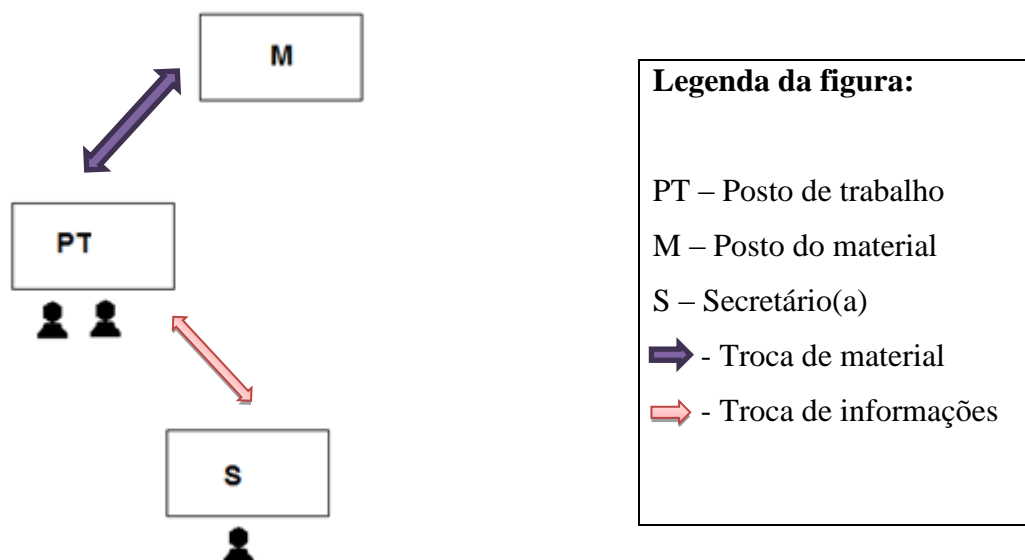 M
PT
S
Legenda da figura:
PT – Posto de trabalho
M – Posto do material
S – Secretário(a)
- Troca de material
- Troca de informações